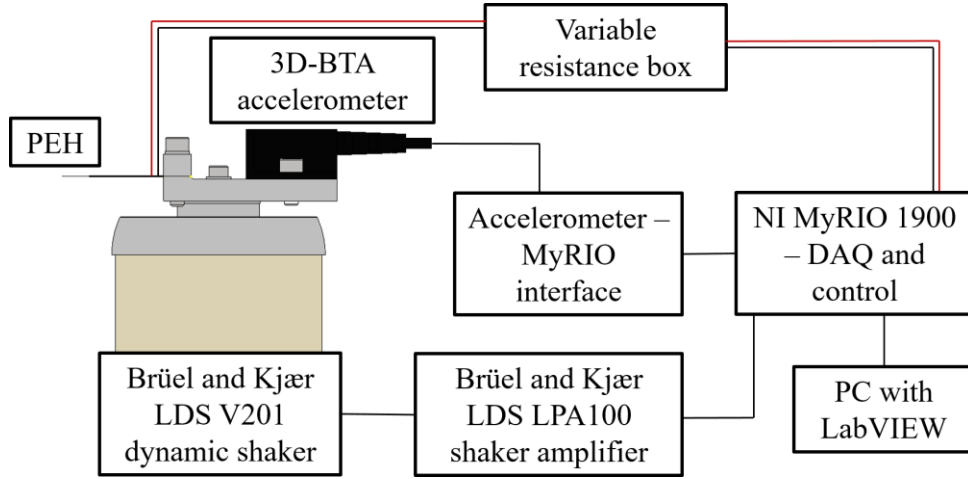 Variable
resistance box
3D-BTA
accelerometer
PEH
Accelerometer –
MyRIO
interface
NI MyRIO 1900
– DAQ and
control
Brüel and Kjær
LDS V201
dynamic shaker
Brüel and Kjær
LDS LPA100
shaker amplifier
PC with
LabVIEW